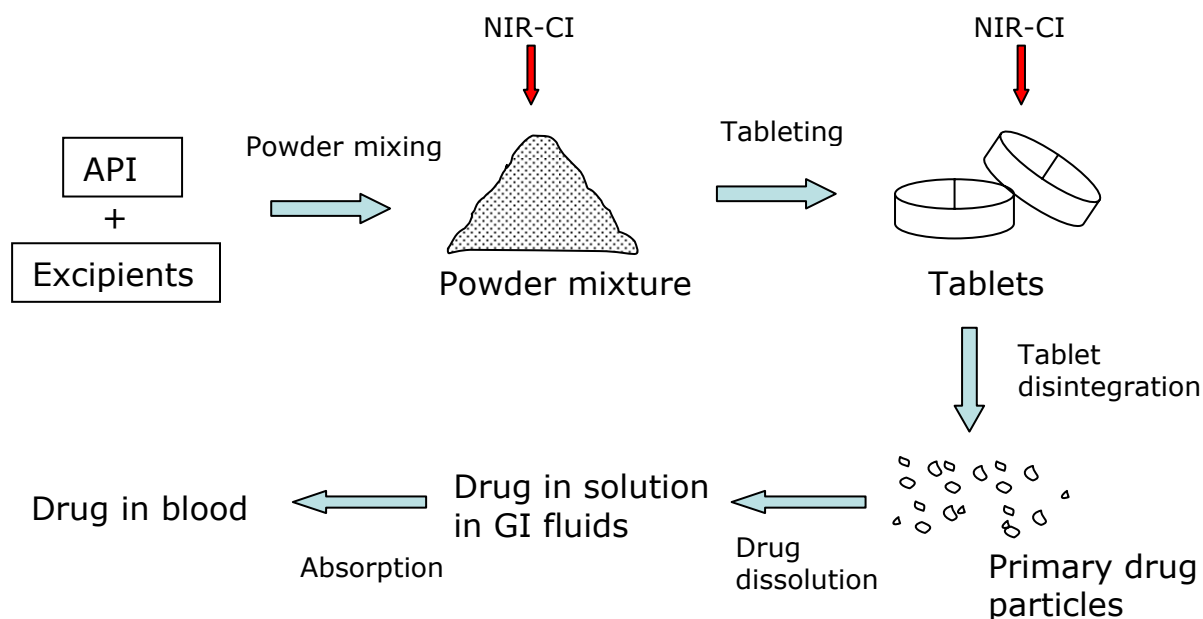 NIR-CI
NIR-CI
API
+
Excipients
Powder mixing
Powder mixture
Tableting
Tablets
Tablet
disintegration
Primary drug
particles
Drug
dissolution
Drug in solution
in GI fluids
Absorption
Drug in blood